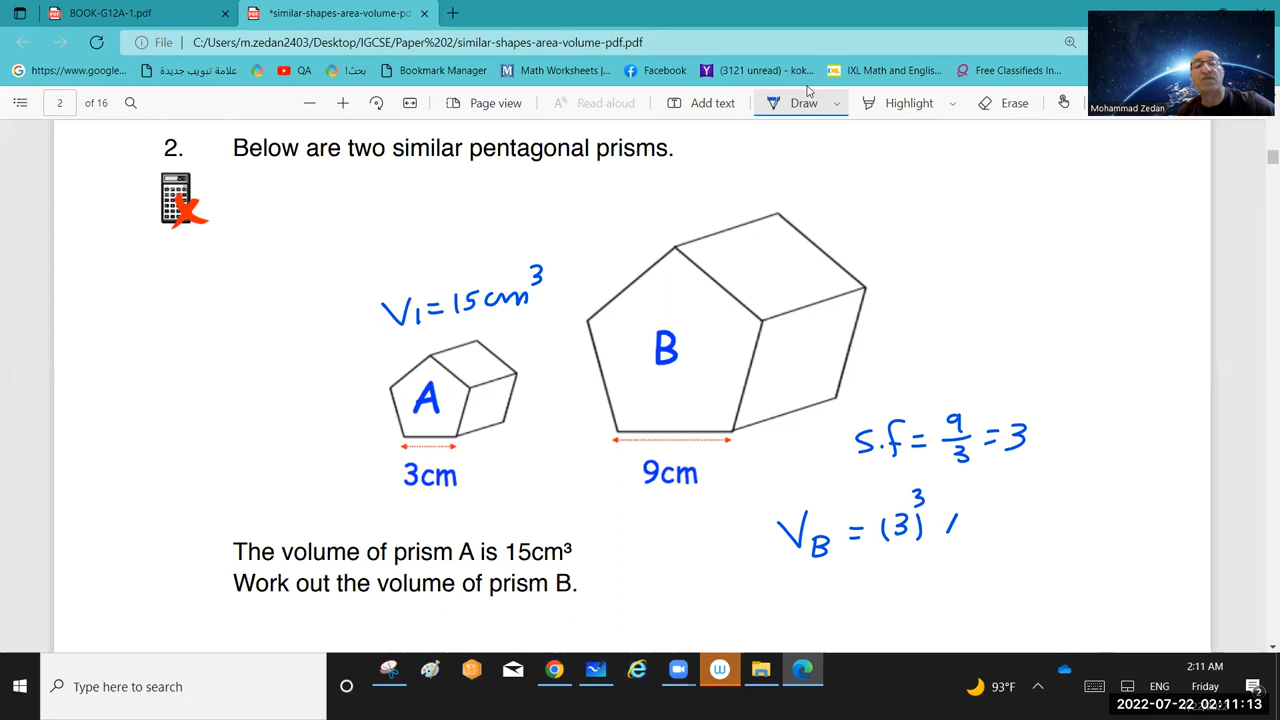 BOOK-G12A-1.pdf
*similar-shapes-area-volume-pd
File C:/Users/m.zedan2403/Desktop/IGCSE/Paper%202/similar-shapes-area-volume-pdf.pdf
https://www.google... علامة تبويب جديدة QA بحث! Bookmark Manager Math Worksheets |... Facebook (3121 unread) - kok... IXL Math and Englis... Free Classifieds In...
Mohammad Zedan
2 of 16 Page view Read aloud Add text Draw Highlight Erase
2. Below are two similar pentagonal prisms.
V1 = 15cm³
A
B
3cm
9cm
s.f = 9/3 = 3
V_B = (3)³ /
The volume of prism A is 15cm³
Work out the volume of prism B.
Type here to search
93°F
ENG
2:11 AM
Friday
2022-07-22 02:11:13